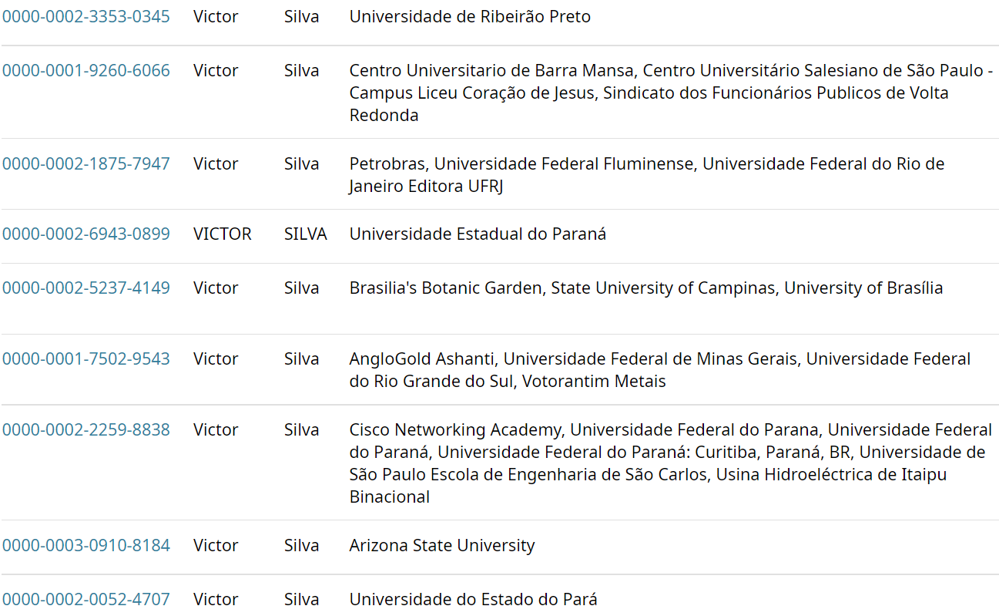 0000-0002-3353-0345 Victor Silva Universidade de Ribeirão Preto
0000-0001-9260-6066 Victor Silva Centro Universitario de Barra Mansa, Centro Universitário Salesiano de São Paulo -
Campus Liceu Coração de Jesus, Sindicato dos Funcionários Publicos de Volta
Redonda
0000-0002-1875-7947 Victor Silva Petrobras, Universidade Federal Fluminense, Universidade Federal do Rio de
Janeiro Editora UFRJ
0000-0002-6943-0899 VICTOR SILVA Universidade Estadual do Paraná
0000-0002-5237-4149 Victor Silva Brasilia's Botanic Garden, State University of Campinas, University of Brasília
0000-0001-7502-9543 Victor Silva AngloGold Ashanti, Universidade Federal de Minas Gerais, Universidade Federal
do Rio Grande do Sul, Votorantim Metais
0000-0002-2259-8838 Victor Silva Cisco Networking Academy, Universidade Federal do Parana, Universidade Federal
do Paraná, Universidade Federal do Paraná: Curitiba, Paraná, BR, Universidade de
São Paulo Escola de Engenharia de São Carlos, Usina Hidroeléctrica de Itaipu
Binacional
0000-0003-0910-8184 Victor Silva Arizona State University
0000-0002-0052-4707 Victor Silva Universidade do Estado do Pará